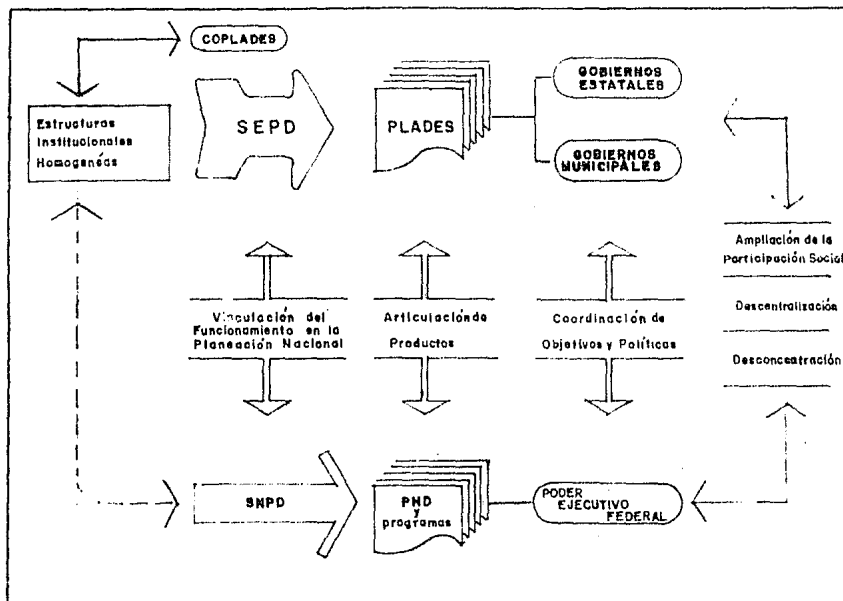 COPLADES
Estructuras
Institucionales
Homogenéas
SEPD
PLADES
GOBIERNOS
ESTATALES
GOBIERNOS
MUNICIPALES
Ampliación de la
Participación Social
Descentralización
Desconcentración
Vinculación del
Funcionamiento en la
Planeación Nacional
Articulación de
Productos
Coordinación de
Objetivos y Políticas
SNPD
PND
y
programas
PODER
EJECUTIVO
FEDERAL